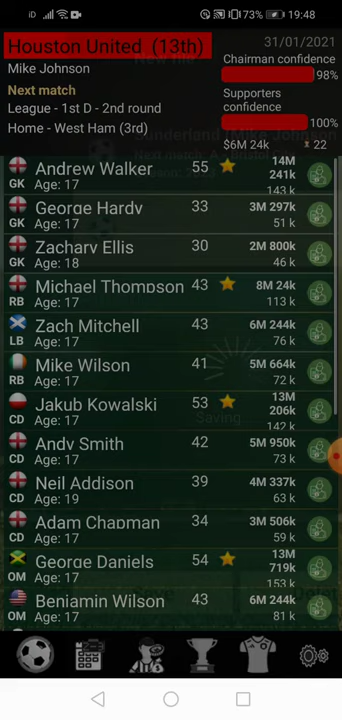 iD 73% 19:48
Houston United (13th) 31/01/2021
Mike Johnson Chairman confidence
98%
Next match Supporters confidence
League - 1st D - 2nd round 100%
Home - West Ham (3rd) $6M 24k 22
Andrew Walker 55 14M 241k
GK Age: 17 143 k
George Hardy 33 3M 297k
GK Age: 17 51 k
Zachary Ellis 30 2M 800k
GK Age: 18 46 k
Michael Thompson 43 8M 24k
RB Age: 17 113 k
Zach Mitchell 43 6M 244k
LB Age: 17 76 k
Mike Wilson 41 5M 664k
RB Age: 17 72 k
Jakub Kowalski 53 13M 206k
CD Age: 17 142 k
Saving
Andy Smith 42 5M 950k
CD Age: 17 73 k
Neil Addison 39 4M 337k
CD Age: 19 63 k
Adam Chapman 34 3M 506k
CD Age: 17 59 k
George Daniels 54 13M 719k
OM Age: 17 153 k
Benjamin Wilson 43 6M 244k
OM Age: 17 81 k